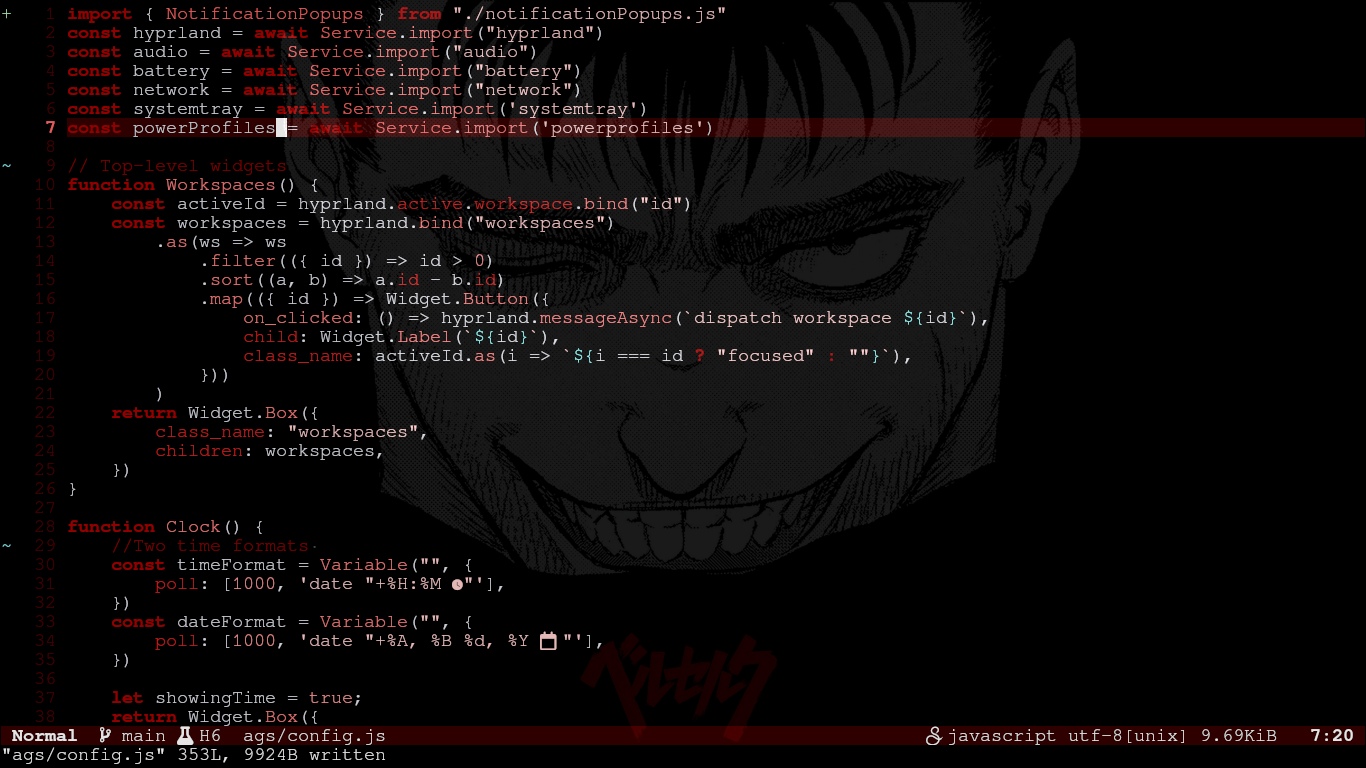 + 1 import { NotificationPopups } from "./notificationPopups.js"
2 const hyprland = await Service.import("hyprland")
3 const audio = await Service.import("audio")
4 const battery = await Service.import("battery")
5 const network = await Service.import("network")
6 const systemtray = await Service.import('systemtray')
7 const powerProfiles = await Service.import('powerprofiles')
8
~ 9 // Top-level widgets
10 function Workspaces() {
11     const activeId = hyprland.active.workspace.bind("id")
12     const workspaces = hyprland.bind("workspaces")
13         .as(ws => ws
14             .filter(({ id }) => id > 0)
15             .sort((a, b) => a.id - b.id)
16             .map(({ id }) => Widget.Button({
17                 on_clicked: () => hyprland.messageAsync(`dispatch workspace ${id}`),
18                 child: Widget.Label(`${id}`),
19                 class_name: activeId.as(i => `${i === id ? "focused" : ""}`),
20             }))
21         )
22     return Widget.Box({
23         class_name: "workspaces",
24         children: workspaces,
25     })
26 }
27
28 function Clock() {
~ 29     //Two time formats·
30     const timeFormat = Variable("", {
31         poll: [1000, 'date "+%H:%M "'],
32     })
33     const dateFormat = Variable("", {
34         poll: [1000, 'date "+%A, %B %d, %Y "'],
35     })
36
37     let showingTime = true;
38     return Widget.Box({
ベルセルク
Normal main H6 ags/config.js javascript utf-8[unix] 9.69KiB 7:20
"ags/config.js" 353L, 9924B written